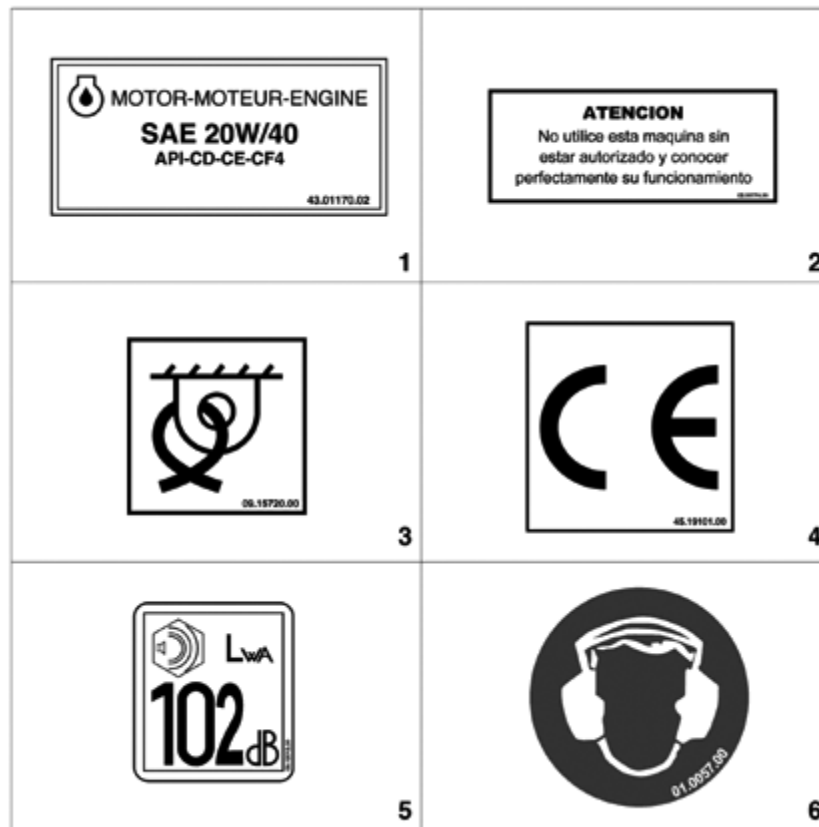 MOTOR-MOTEUR-ENGINE
SAE 20W/40
API-CD-CE-CF4
43.01170.02
1
ATENCION
No utilice esta maquina sin
estar autorizado y conocer
perfectamente su funcionamiento
2
09.15720.00
3
CE
45.19101.00
4
LWA
102dB
5
01.0057.00
6